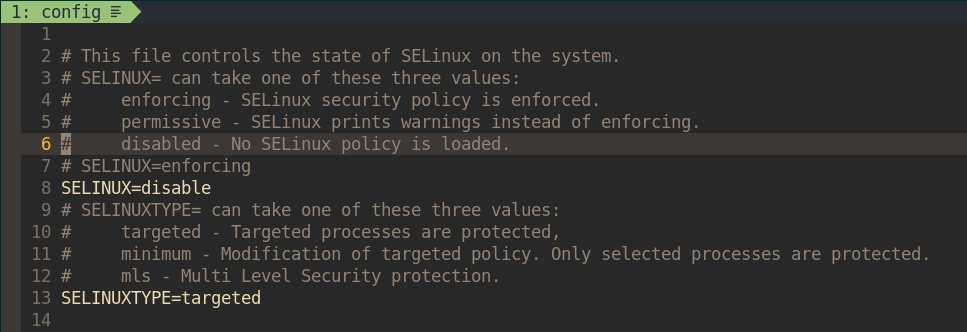 1: config
1
2 # This file controls the state of SELinux on the system.
3 # SELINUX= can take one of these three values:
4 #     enforcing - SELinux security policy is enforced.
5 #     permissive - SELinux prints warnings instead of enforcing.
6 #     disabled - No SELinux policy is loaded.
7 # SELINUX=enforcing
8 SELINUX=disable
9 # SELINUXTYPE= can take one of these three values:
10 #     targeted - Targeted processes are protected,
11 #     minimum - Modification of targeted policy. Only selected processes are protected.
12 #     mls - Multi Level Security protection.
13 SELINUXTYPE=targeted
14